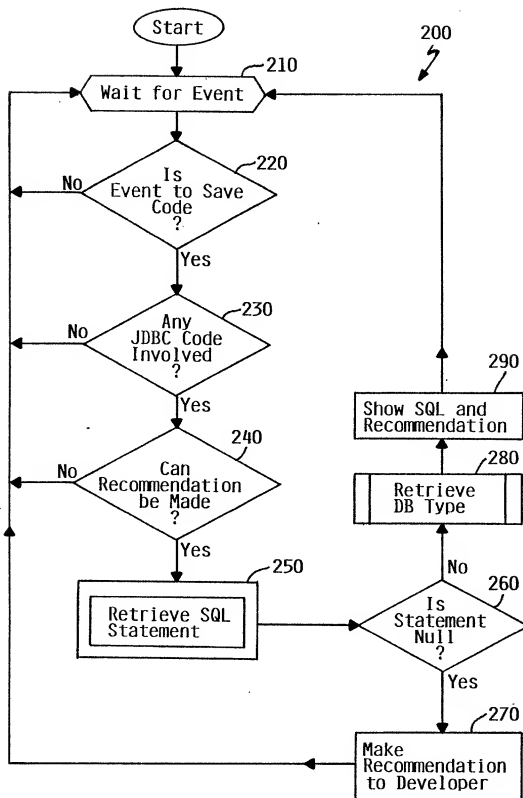 Start
200
210
Wait for Event
220
Is
Event to Save
Code
?
No
Yes
230
Any
JDBC Code
Involved
?
No
Yes
240
Can
Recommendation
be Made
?
No
Yes
250
Retrieve SQL
Statement
260
Is
Statement
Null
?
No
Yes
270
Make
Recommendation
to Developer
280
Retrieve
DB Type
290
Show SQL and
Recommendation